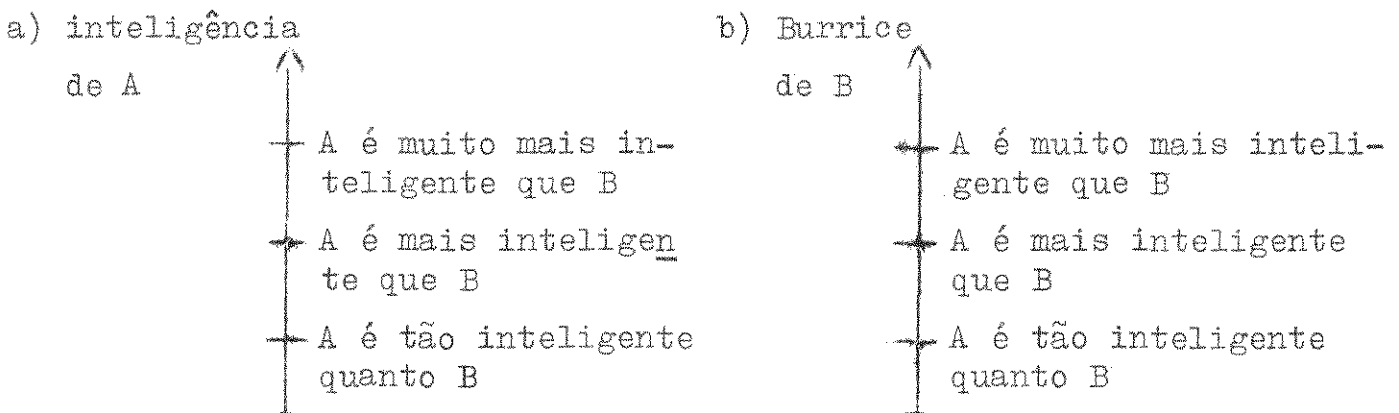 a) inteligência
de A
A é muito mais in-
teligente que B
A é mais inteligen
te que B
A é tão inteligente
quanto B
b) Burrice
de B
A é muito mais inteli-
gente que B
A é mais inteligente
que B
A é tão inteligente
quanto B